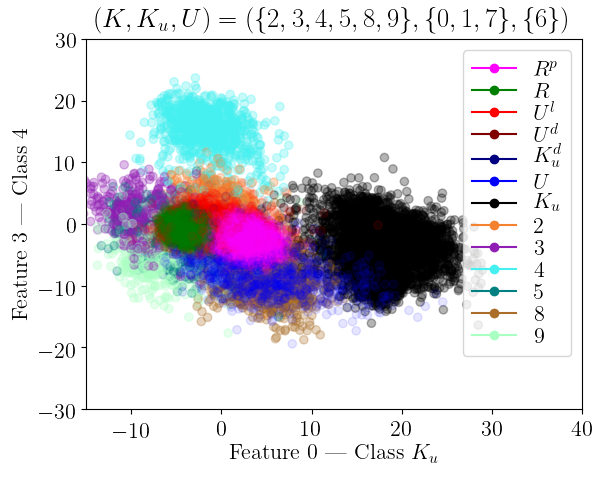 (K, K_u, U) = ({2, 3, 4, 5, 8, 9}, {0, 1, 7}, {6})
30
20
10
0
−10
−20
−30
Feature 3 — Class 4
R^p
R
U^l
U^d
K_u^d
U
K_u
2
3
4
5
8
9
−10
0
10
20
30
40
Feature 0 — Class K_u